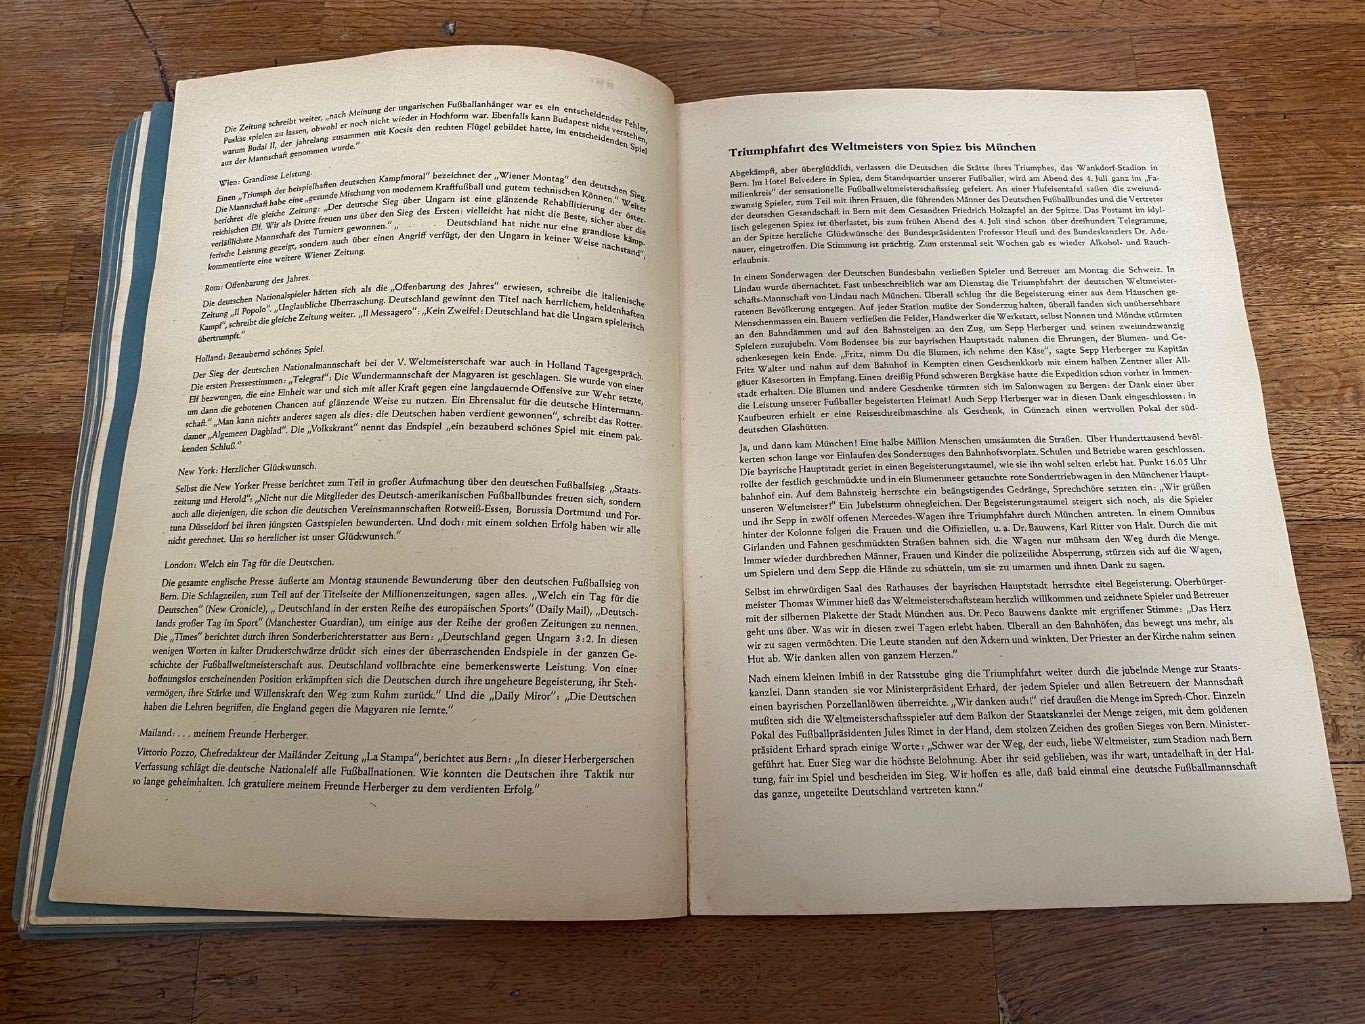 Die Zeitung schreibt weiter, „nach Meinung der ungarischen Fußballanhänger war es ein entscheidender Fehler,
Puskas spielen zu lassen, obwohl er noch nicht wieder in Hochform war. Ebenfalls kann Budapest nicht verstehen,
warum Budai II, der jahrelang zusammen mit Kocsis den rechten Flügel gebildet hatte, im entscheidenden Spiel
aus der Mannschaft genommen wurde.“
Wien: Grandiose Leistung.
Einen „Triumph der beispielhaften deutschen Kampfmoral“ bezeichnet der „Wiener Montag“ den deutschen Sieg.
Die Mannschaft habe eine „gesunde Mischung von modernem Kraftfußball und gutem technischen Können.“ Weiter
berichtet die gleiche Zeitung: „Der deutsche Sieg über Ungarn ist eine glänzende Rehabilitierung der öster-
reichischen Elf. Wir als Dritte freuen uns über den Sieg des Ersten; vielleicht hat nicht die Beste, sicher aber die
verläßlichste Mannschaft des Turniers gewonnen.“ „ . . . . Deutschland hat nicht nur eine grandiose kämp-
ferische Leistung gezeigt, sondern auch über einen Angriff verfügt, der den Ungarn in keiner Weise nachstand“,
kommentierte eine weitere Wiener Zeitung.
Rom: Offenbarung des Jahres.
Die deutschen Nationalspieler hätten sich als die „Offenbarung des Jahres“ erwiesen, schreibt die italienische
Zeitung „Il Popolo“. „Unglaubliche Überraschung. Deutschland gewinnt den Titel nach herrlichem, heldenhaften
Kampf“, schreibt die gleiche Zeitung weiter. „Il Messagero“: „Kein Zweifel: Deutschland hat die Ungarn spielerisch
übertrumpft.“
Holland: Bezaubernd schönes Spiel.
Der Sieg der deutschen Nationalmannschaft bei der V. Weltmeisterschaft war auch in Holland Tagesgespräch.
Die ersten Pressestimmen: „Telegraf“: Die Wundermannschaft der Magyaren ist geschlagen. Sie wurde von einer
Elf bezwungen, die eine Einheit war und sich mit aller Kraft gegen eine langdauernde Offensive zur Wehr setzte,
um dann die gebotenen Chancen auf glänzende Weise zu nutzen. Ein Ehrensalut für die deutsche Hintermann-
schaft.“ „Man kann nichts anderes sagen als dies: die Deutschen haben verdient gewonnen“, schreibt das Rotter-
damer „Algemeen Dagblad“. Die „Volkskrant“ nennt das Endspiel „ein bezauberd schönes Spiel mit einem pak-
kenden Schluß.“
New York: Herzlicher Glückwunsch.
Selbst die New Yorker Presse berichtet zum Teil in großer Aufmachung über den deutschen Fußballsieg. „Staats-
zeitung und Herold“: „Nicht nur die Mitglieder des Deutsch-amerikanischen Fußballbundes freuen sich, sondern
auch alle diejenigen, die schon die deutschen Vereinsmannschaften Rotweiß-Essen, Borussia Dortmund und For-
tuna Düsseldorf bei ihren jüngsten Gastspielen bewunderten. Und doch: mit einem solchen Erfolg haben wir alle
nicht gerechnet. Um so herzlicher ist unser Glückwunsch.“
London: Welch ein Tag für die Deutschen.
Die gesamte englische Presse äußerte am Montag staunende Bewunderung über den deutschen Fußballsieg von
Bern. Die Schlagzeilen, zum Teil auf der Titelseite der Millionenzeitungen, sagen alles. „Welch ein Tag für die
Deutschen“ (New Cronicle), „ Deutschland in der ersten Reihe des europäischen Sports“ (Daily Mail), „Deutsch-
lands großer Tag im Sport“ (Manchester Guardian), um einige aus der Reihe der großen Zeitungen zu nennen.
Die „Times“ berichtet durch ihren Sonderberichterstatter aus Bern: „Deutschland gegen Ungarn 3:2. In diesen
wenigen Worten in kalter Druckerschwärze drückt sich eines der überraschenden Endspiele in der ganzen Ge-
schichte der Fußballweltmeisterschaft aus. Deutschland vollbrachte eine bemerkenswerte Leistung. Von einer
hoffnungslos erscheinenden Position erkämpften sich die Deutschen durch ihre ungeheure Begeisterung, ihr Steh-
vermögen, ihre Stärke und Willenskraft den Weg zum Ruhm zurück.“ Und die „Daily Miror“: „Die Deutschen
haben die Lehren begriffen, die England gegen die Magyaren nie lernte.“
Mailand: . . . meinem Freunde Herberger.
Vittorio Pozzo, Chefredakteur der Mailänder Zeitung „La Stampa“, berichtet aus Bern: „In dieser Herbergerschen
Verfassung schlägt die deutsche Nationalelf alle Fußballnationen. Wie konnten die Deutschen ihre Taktik nur
so lange geheimhalten. Ich gratuliere meinem Freunde Herberger zu dem verdienten Erfolg.“
Triumphfahrt des Weltmeisters von Spiez bis München
Abgekämpft, aber überglücklich, verlassen die Deutschen die Stätte ihres Triumphes, das Wankdorf-Stadion in
Bern. Im Hotel Belvedere in Spiez, dem Standquartier unserer Fußballer, wird am Abend des 4. Juli ganz im „Fa-
milienkreis“ der sensationelle Fußballweltmeisterschaftssieg gefeiert. An einer Hufeisentafel saßen die zweiund-
zwanzig Spieler, zum Teil mit ihren Frauen, die führenden Männer des Deutschen Fußballbundes und die Vertreter
der deutschen Gesandschaft in Bern mit dem Gesandten Friedrich Holzapfel an der Spitze. Das Postamt im idyl-
lisch gelegenen Spiez ist überlastet, bis zum frühen Abend des 4. Juli sind schon über dreihundert Telegramme,
an der Spitze herzliche Glückwünsche des Bundespräsidenten Professor Heuß und des Bundeskanzlers Dr. Ade-
nauer, eingetroffen. Die Stimmung ist prächtig. Zum erstenmal seit Wochen gab es wieder Alkohol- und Rauch-
erlaubnis.
In einem Sonderwagen der Deutschen Bundesbahn verließen Spieler und Betreuer am Montag die Schweiz. In
Lindau wurde übernachtet. Fast unbeschreiblich war am Dienstag die Triumphfahrt der deutschen Weltmeister-
schafts-Mannschaft von Lindau nach München. Überall schlug ihr die Begeisterung einer aus dem Häuschen ge-
ratenen Bevölkerung entgegen. Auf jeder Station mußte der Sonderzug halten, überall fanden sich unübersehbare
Menschenmassen ein. Bauern verließen die Felder, Handwerker die Werkstatt, selbst Nonnen und Mönche stürmten
an den Bahndämmen und auf den Bahnsteigen an den Zug, um Sepp Herberger und seinen zweiundzwanzig
Spielern zuzujubeln. Vom Bodensee bis zur bayrischen Hauptstadt nahmen die Ehrungen, der Blumen- und Ge-
schenkesegen kein Ende. „Fritz, nimm Du die Blumen, ich nehme den Käse“, sagte Sepp Herberger zu Kapitän
Fritz Walter und nahm auf dem Bahnhof in Kempten einen Geschenkkorb mit einem halben Zentner aller All-
gäuer Käsesorten in Empfang. Einen dreißig Pfund schweren Bergkäse hatte die Expedition schon vorher in Immen-
stadt erhalten. Die Blumen und andere Geschenke türmten sich im Salonwagen zu Bergen: der Dank einer über
die Leistung unserer Fußballer begeisterten Heimat! Auch Sepp Herberger war in diesen Dank eingeschlossen: in
Kaufbeuren erhielt er eine Reiseschreibmaschine als Geschenk, in Günzach einen wertvollen Pokal der süd-
deutschen Glashütten.
Ja, und dann kam München! Eine halbe Million Menschen umsäumten die Straßen. Über Hunderttausend bevöl-
kerten schon lange vor Einlaufen des Sonderzuges den Bahnhofsvorplatz. Schulen und Betriebe waren geschlossen.
Die bayrische Hauptstadt geriet in einen Begeisterungstaumel, wie sie ihn wohl selten erlebt hat. Punkt 16.05 Uhr
rollte der festlich geschmückte und in ein Blumenmeer getauchte rote Sondertriebwagen in den Münchener Haupt-
bahnhof ein. Auf dem Bahnsteig herrschte ein beängstigendes Gedränge, Sprechchöre setzten ein: „Wir grüßen
unseren Weltmeister!“ Ein Jubelsturm ohnegleichen. Der Begeisterungstaumel steigert sich noch, als die Spieler
und ihr Sepp in zwölf offenen Mercedes-Wagen ihre Triumphfahrt durch München antreten. In einem Omnibus
hinter der Kolonne folgen die Frauen und die Offiziellen, u. a. Dr. Bauwens, Karl Ritter von Halt. Durch die mit
Girlanden und Fahnen geschmückten Straßen bahnen sich die Wagen nur mühsam den Weg durch die Menge.
Immer wieder durchbrechen Männer, Frauen und Kinder die polizeiliche Absperrung, stürzen sich auf die Wagen,
um Spielern und dem Sepp die Hände zu schütteln, um sie zu umarmen und ihnen Dank zu sagen.
Selbst im ehrwürdigen Saal des Rathauses der bayrischen Hauptstadt herrschte eitel Begeisterung. Oberbürger-
meister Thomas Wimmer hieß das Weltmeisterschaftsteam herzlich willkommen und zeichnete Spieler und Betreuer
mit der silbernen Plakette der Stadt München aus. Dr. Peco Bauwens dankte mit ergriffener Stimme: „Das Herz
geht uns über. Was wir in diesen zwei Tagen erlebt haben. Überall an den Bahnhöfen, das bewegt uns mehr, als
wir zu sagen vermöchten. Die Leute standen auf den Äckern und winkten. Der Priester an der Kirche nahm seinen
Hut ab. Wir danken allen von ganzem Herzen.“
Nach einem kleinen Imbiß in der Ratsstube ging die Triumphfahrt weiter durch die jubelnde Menge zur Staats-
kanzlei. Dann standen sie vor Ministerpräsident Erhard, der jedem Spieler und allen Betreuern der Mannschaft
einen bayrischen Porzellanlöwen überreichte. „Wir danken auch!“ rief draußen die Menge im Sprech-Chor. Einzeln
mußten sich die Weltmeisterschaftsspieler auf dem Balkon der Staatskanzlei der Menge zeigen, mit dem goldenen
Pokal des Fußballpräsidenten Jules Rimet in der Hand, dem stolzen Zeichen des großen Sieges von Bern. Minister-
präsident Erhard sprach einige Worte: „Schwer war der Weg, der euch, liebe Weltmeister, zum Stadion nach Bern
geführt hat. Euer Sieg war die höchste Belohnung. Aber ihr seid geblieben, was ihr wart, untadelhaft in der Hal-
tung, fair im Spiel und bescheiden im Sieg. Wir hoffen es alle, daß bald einmal eine deutsche Fußballmannschaft
das ganze, ungeteilte Deutschland vertreten kann.“